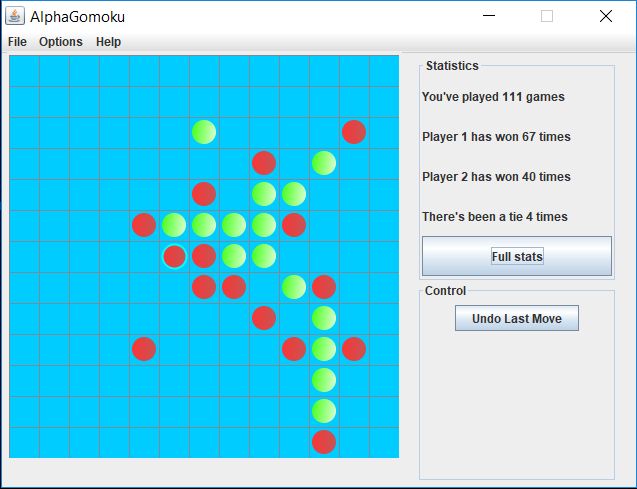 AlphaGomoku
File Options Help
Statistics
You've played 111 games
Player 1 has won 67 times
Player 2 has won 40 times
There's been a tie 4 times
Full stats
Control
Undo Last Move